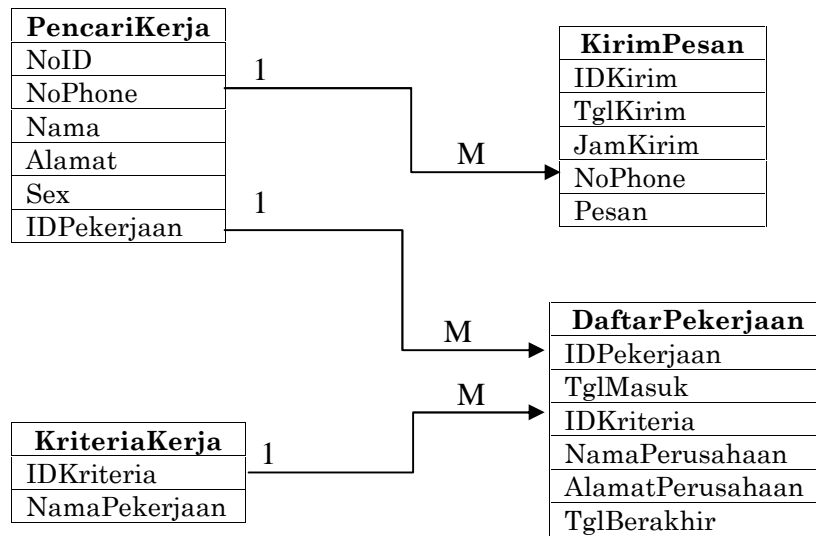 PencariKerja
NoID
NoPhone
Nama
Alamat
Sex
IDPekerjaan
1
M
KirimPesan
IDKirim
TglKirim
JamKirim
NoPhone
Pesan
1
M
DaftarPekerjaan
IDPekerjaan
TglMasuk
IDKriteria
NamaPerusahaan
AlamatPerusahaan
TglBerakhir
KriteriaKerja
IDKriteria
NamaPekerjaan
1
M